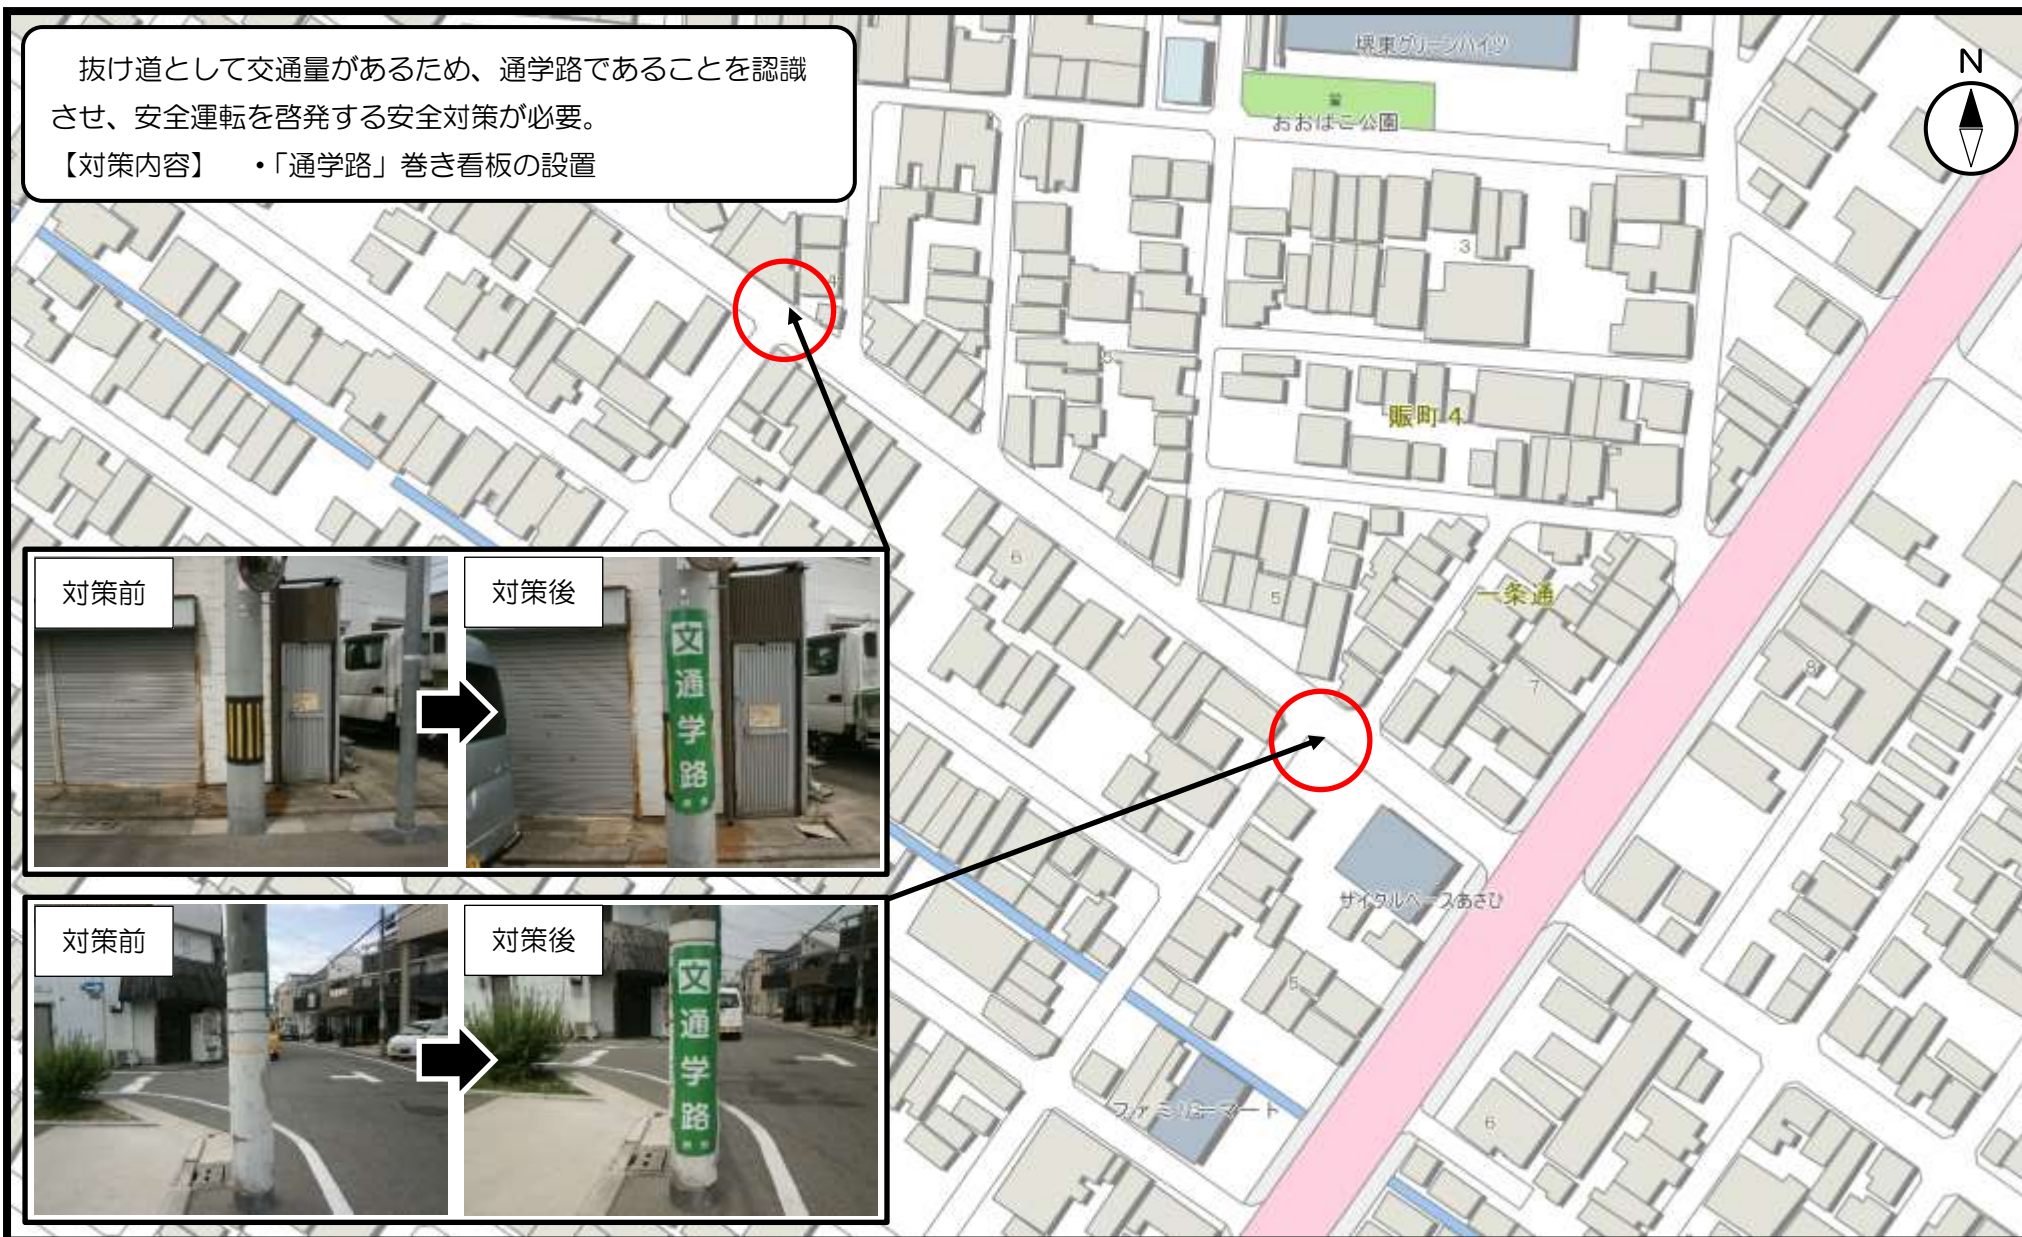 抜け道として交通量があるため、通学路であることを認識
させ、安全運転を啓発する安全対策が必要。
【対策内容】 ・「通学路」巻き看板の設置
N
堺東グリーンハイツ
おおばこ公園
3
4
賑町4
6
5
一条通
7
8
対策前
対策後
文
通
学
路
サイクルベースあさひ
対策前
対策後
文
通
学
路
5
ファミリーマート
6